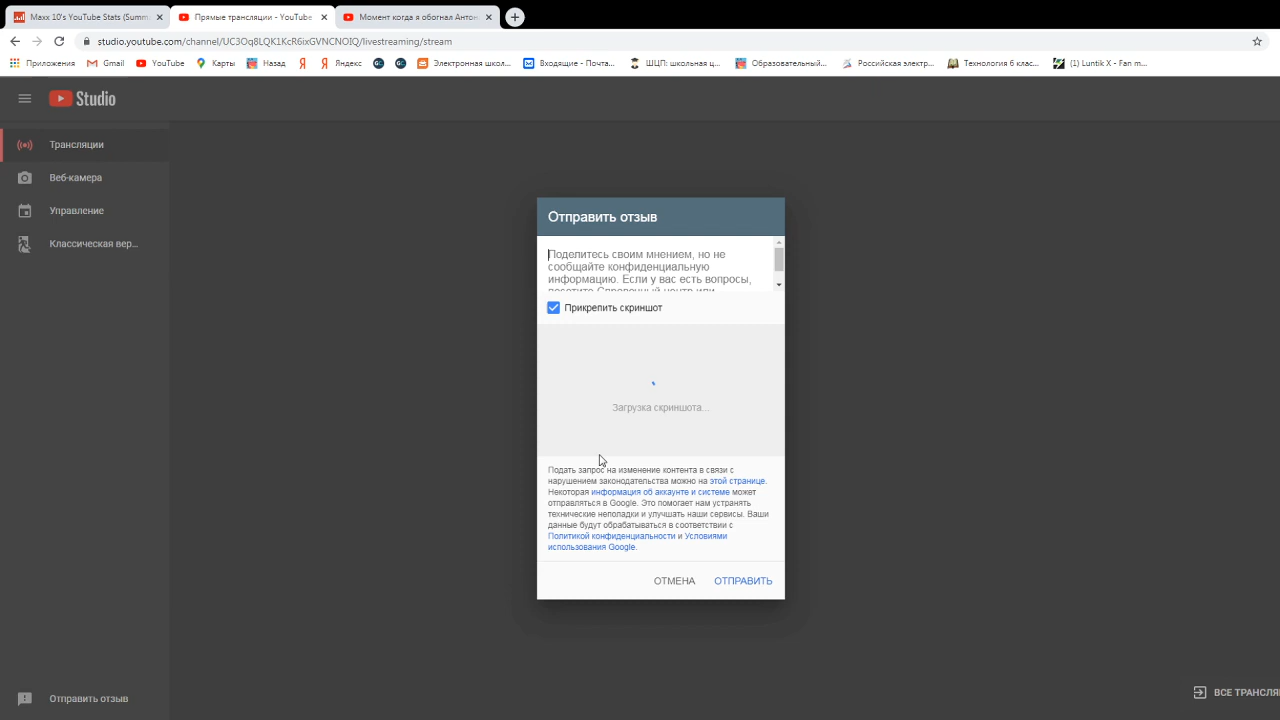 Maxx 10's YouTube Stats (Summ
Прямые трансляции - YouTube
Момент когда я обогнал Антон
studio.youtube.com/channel/UC3Oq8LQK1KcR6ixGVNCNOIQ/livestreaming/stream
Приложения
Gmail
YouTube
Карты
Назад
Яндекс
Электронная школ...
Входящие - Почта...
ШЦП: школьная ц...
Образовательный...
Российская электр...
Технология 6 клас...
(1) Luntik X - Fan m...
Studio
Трансляции
Веб-камера
Управление
Классическая вер...
Отправить отзыв
Поделитесь своим мнением, но не
сообщайте конфиденциальную
информацию. Если у вас есть вопросы,
посетите Справочный центр или
Прикрепить скриншот
Загрузка скриншота...
Подать запрос на изменение контента в связи с
нарушением законодательства можно на этой странице.
Некоторая информация об аккаунте и системе может
отправляться в Google. Это помогает нам устранять
технические неполадки и улучшать наши сервисы. Ваши
данные будут обрабатываться в соответствии с
Политикой конфиденциальности и Условиями
использования Google.
ОТМЕНА
ОТПРАВИТЬ
Отправить отзыв
ВСЕ ТРАНСЛЯ